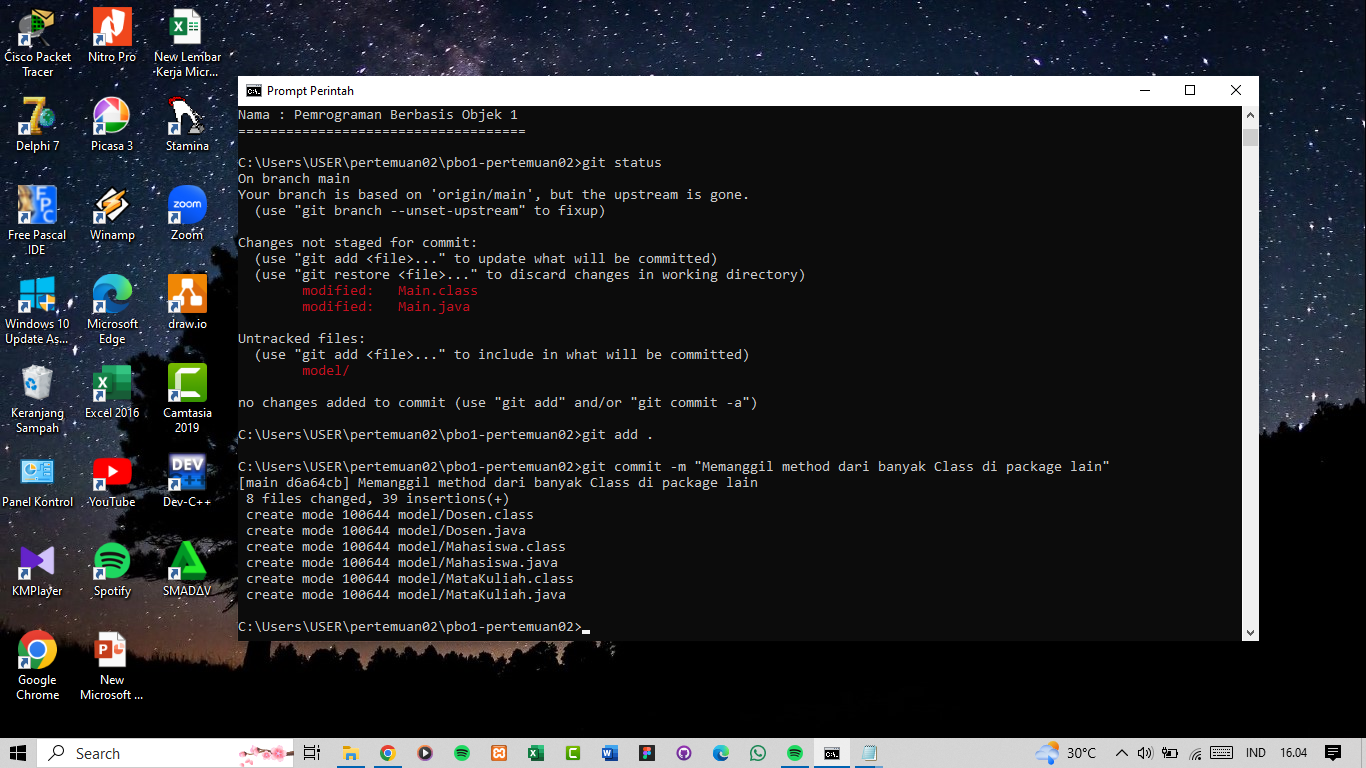 Cisco Packet
Tracer
Nitro Pro
New Lembar
Kerja Micr...
Delphi 7
Picasa 3
Stamina
Free Pascal
IDE
Winamp
zoom
Zoom
Windows 10
Update As...
Microsoft
Edge
draw.io
Keranjang
Sampah
Excel 2016
Camtasia
2019
Panel Kontrol
YouTube
DEV
Dev-C++
KMPlayer
Spotify
SMADΔV
Google
Chrome
New
Microsoft ...
Prompt Perintah
Nama : Pemrograman Berbasis Objek 1
====================================
C:\Users\USER\pertemuan02\pbo1-pertemuan02>git status
On branch main
Your branch is based on 'origin/main', but the upstream is gone.
  (use "git branch --unset-upstream" to fixup)
Changes not staged for commit:
  (use "git add <file>..." to update what will be committed)
  (use "git restore <file>..." to discard changes in working directory)
        modified:   Main.class
        modified:   Main.java
Untracked files:
  (use "git add <file>..." to include in what will be committed)
        model/
no changes added to commit (use "git add" and/or "git commit -a")
C:\Users\USER\pertemuan02\pbo1-pertemuan02>git add .
C:\Users\USER\pertemuan02\pbo1-pertemuan02>git commit -m "Memanggil method dari banyak Class di package lain"
[main d6a64cb] Memanggil method dari banyak Class di package lain
 8 files changed, 39 insertions(+)
 create mode 100644 model/Dosen.class
 create mode 100644 model/Dosen.java
 create mode 100644 model/Mahasiswa.class
 create mode 100644 model/Mahasiswa.java
 create mode 100644 model/MataKuliah.class
 create mode 100644 model/MataKuliah.java
C:\Users\USER\pertemuan02\pbo1-pertemuan02>
Search
30°C
IND
16.04